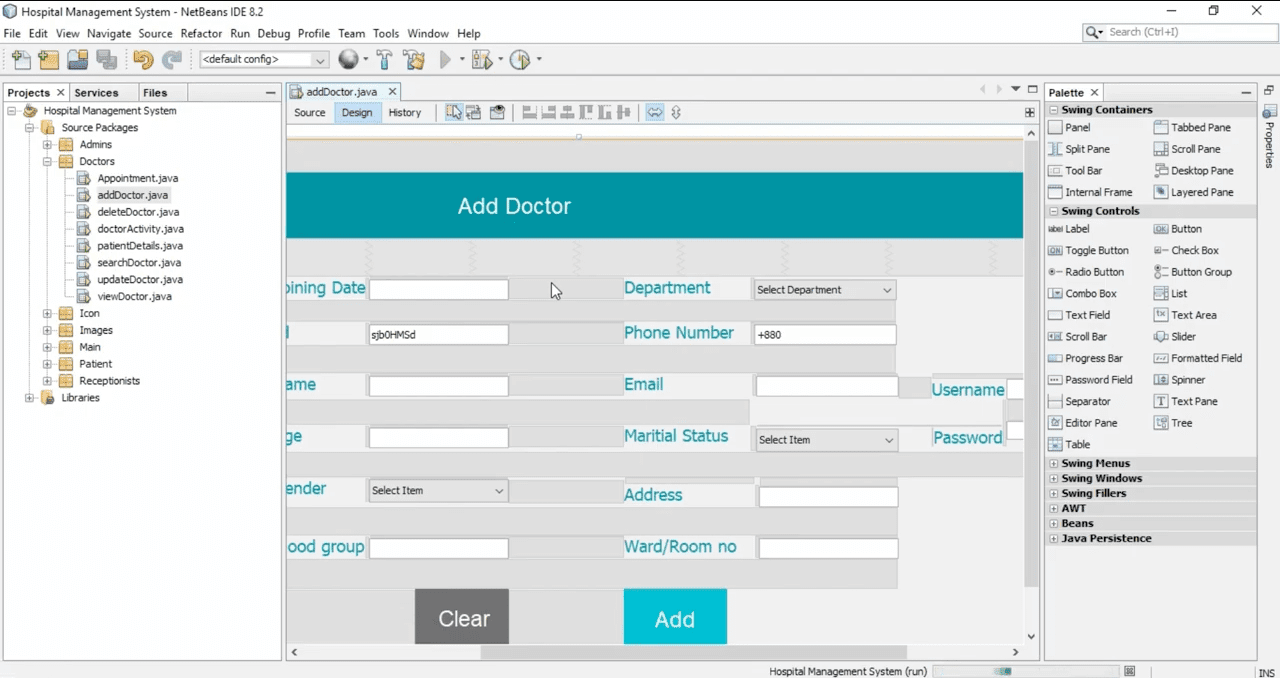 Hospital Management System - NetBeans IDE 8.2
File Edit View Navigate Source Refactor Run Debug Profile Team Tools Window Help
Search (Ctrl+I)
<default config>
Projects Services Files
Hospital Management System
Source Packages
Admins
Doctors
Appointment.java
addDoctor.java
deleteDoctor.java
doctorActivity.java
patientDetails.java
searchDoctor.java
updateDoctor.java
viewDoctor.java
Icon
Images
Main
Patient
Receptionists
Libraries
addDoctor.java
Source Design History
Add Doctor
oining Date Department Select Department
d sjb0HMSd Phone Number +880
ame Email Username
ge Maritial Status Select Item Password
ender Select Item Address
ood group Ward/Room no
Clear Add
Palette
Swing Containers
Panel Tabbed Pane
Split Pane Scroll Pane
Tool Bar Desktop Pane
Internal Frame Layered Pane
Swing Controls
label Label OK Button
ON Toggle Button Check Box
Radio Button Button Group
Combo Box List
Text Field Text Area
Scroll Bar Slider
Progress Bar Formatted Field
Password Field Spinner
Separator Text Pane
Editor Pane Tree
Table
Swing Menus
Swing Windows
Swing Fillers
AWT
Beans
Java Persistence
Properties
Hospital Management System (run)
INS